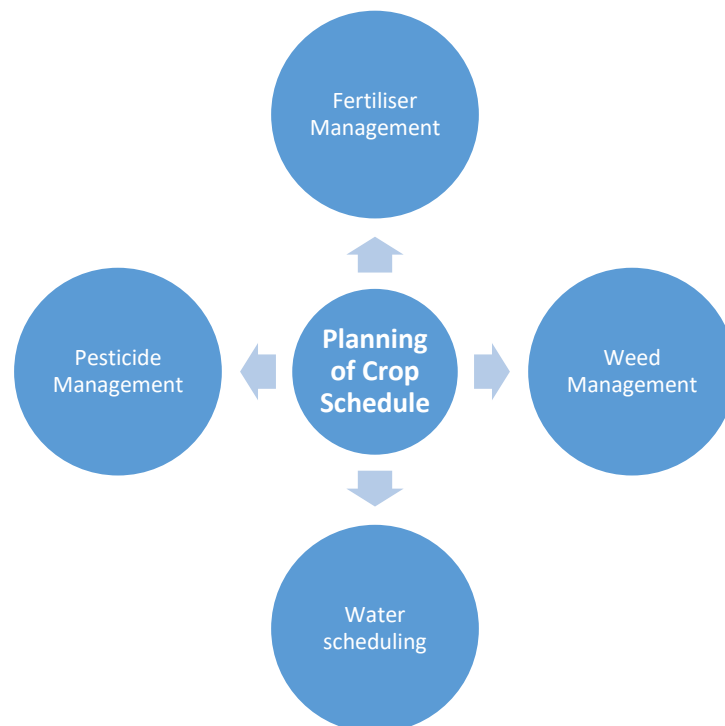 Fertiliser
Management
Pesticide
Management
Planning
of Crop
Schedule
Weed
Management
Water
scheduling